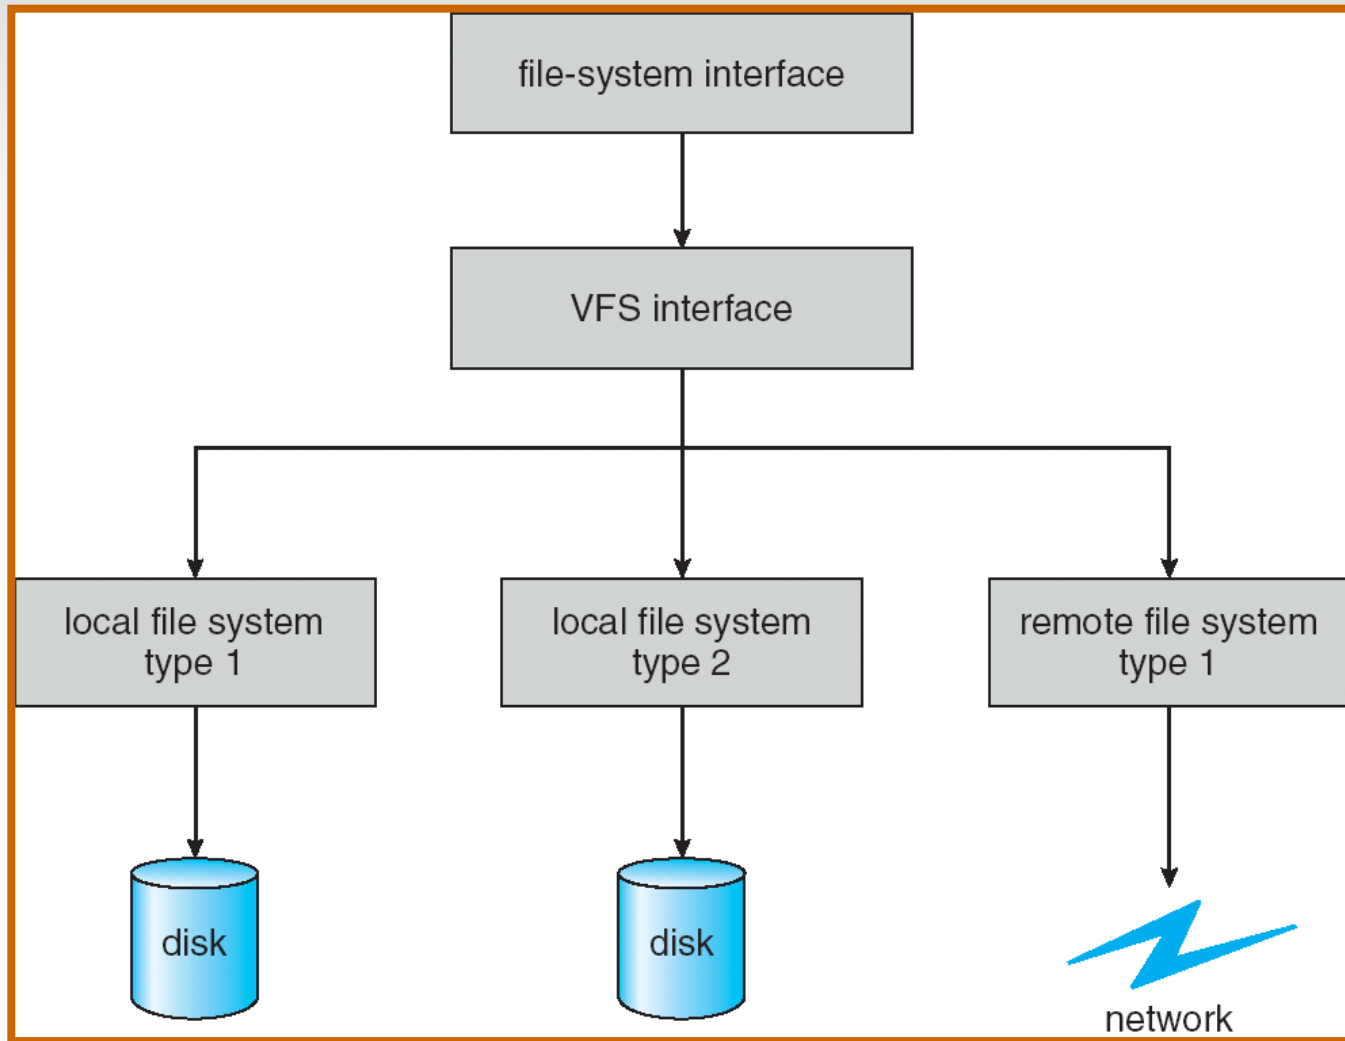 file-system interface
VFS interface
local file system
type 1
local file system
type 2
remote file system
type 1
disk
disk
network